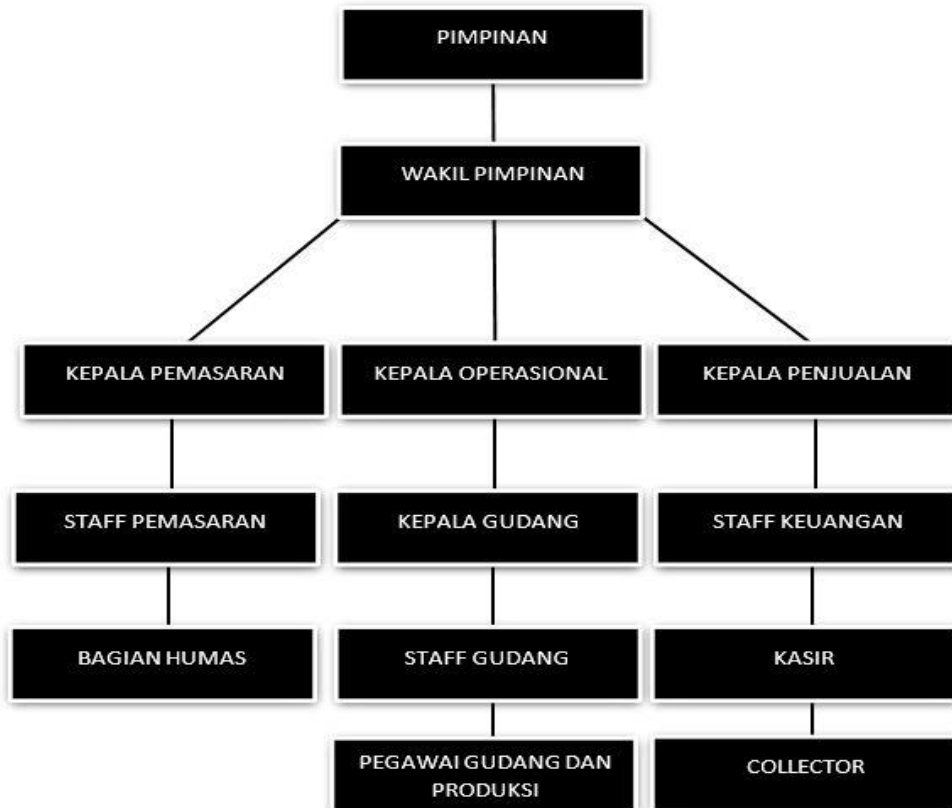 PIMPINAN
WAKIL PIMPINAN
KEPALA PEMASARAN
KEPALA OPERASIONAL
KEPALA PENJUALAN
STAFF PEMASARAN
KEPALA GUDANG
STAFF KEUANGAN
BAGIAN HUMAS
STAFF GUDANG
KASIR
PEGAWAI GUDANG DAN
PRODUKSI
COLLECTOR